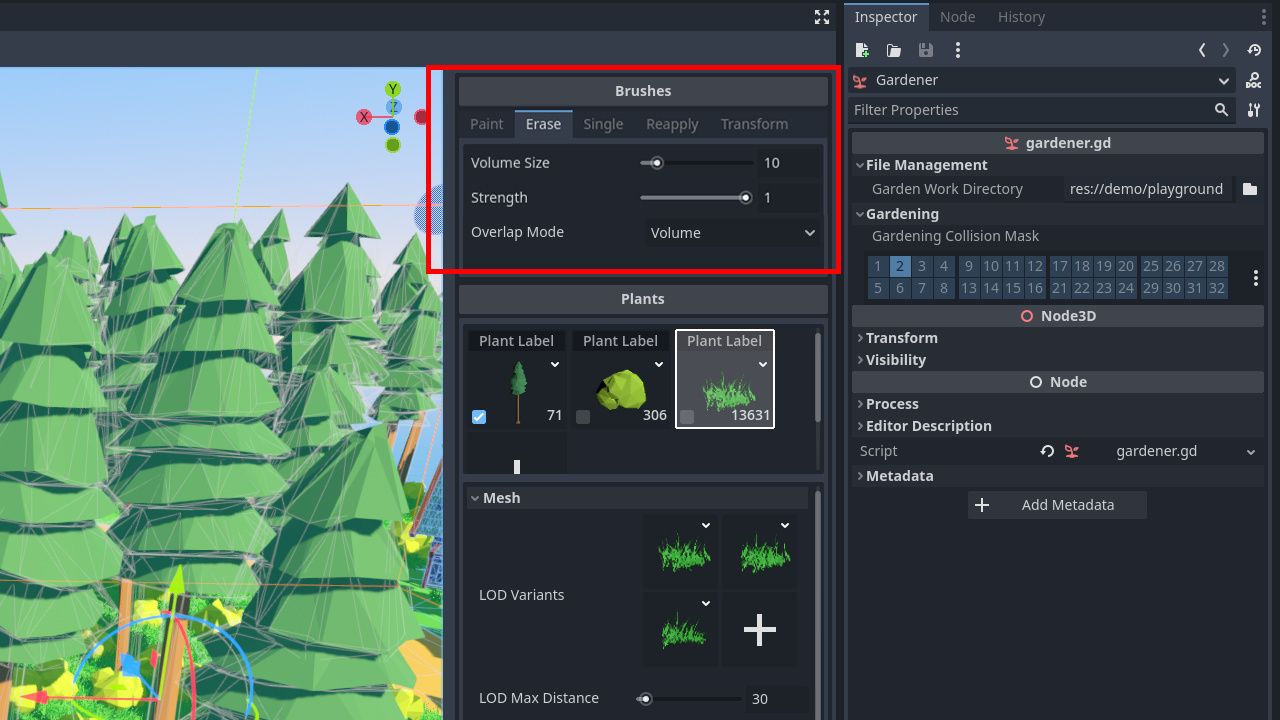 Inspector Node History
Gardener
Filter Properties
gardener.gd
File Management
Garden Work Directory res://demo/playground
Gardening
Gardening Collision Mask
1 2 3 4 9 10 11 12 17 18 19 20 25 26 27 28
5 6 7 8 13 14 15 16 21 22 23 24 29 30 31 32
Node3D
Transform
Visibility
Node
Process
Editor Description
Script gardener.gd
Metadata
Add Metadata
Brushes
Paint Erase Single Reapply Transform
Volume Size 10
Strength 1
Overlap Mode Volume
Plants
Plant Label Plant Label Plant Label
71 306 13631
Mesh
LOD Variants
LOD Max Distance 30
Y
Z
X